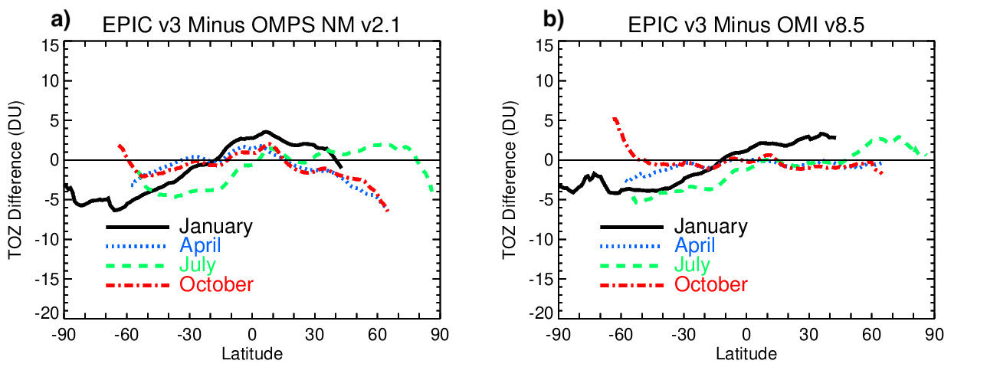 a)
EPIC v3 Minus OMPS NM v2.1
15
10
5
0
-5
-10
-15
-20
TOZ Difference (DU)
January
April
July
October
-90 -60 -30 0 30 60 90
Latitude
b)
EPIC v3 Minus OMI v8.5
15
10
5
0
-5
-10
-15
-20
TOZ Difference (DU)
January
April
July
October
-90 -60 -30 0 30 60 90
Latitude